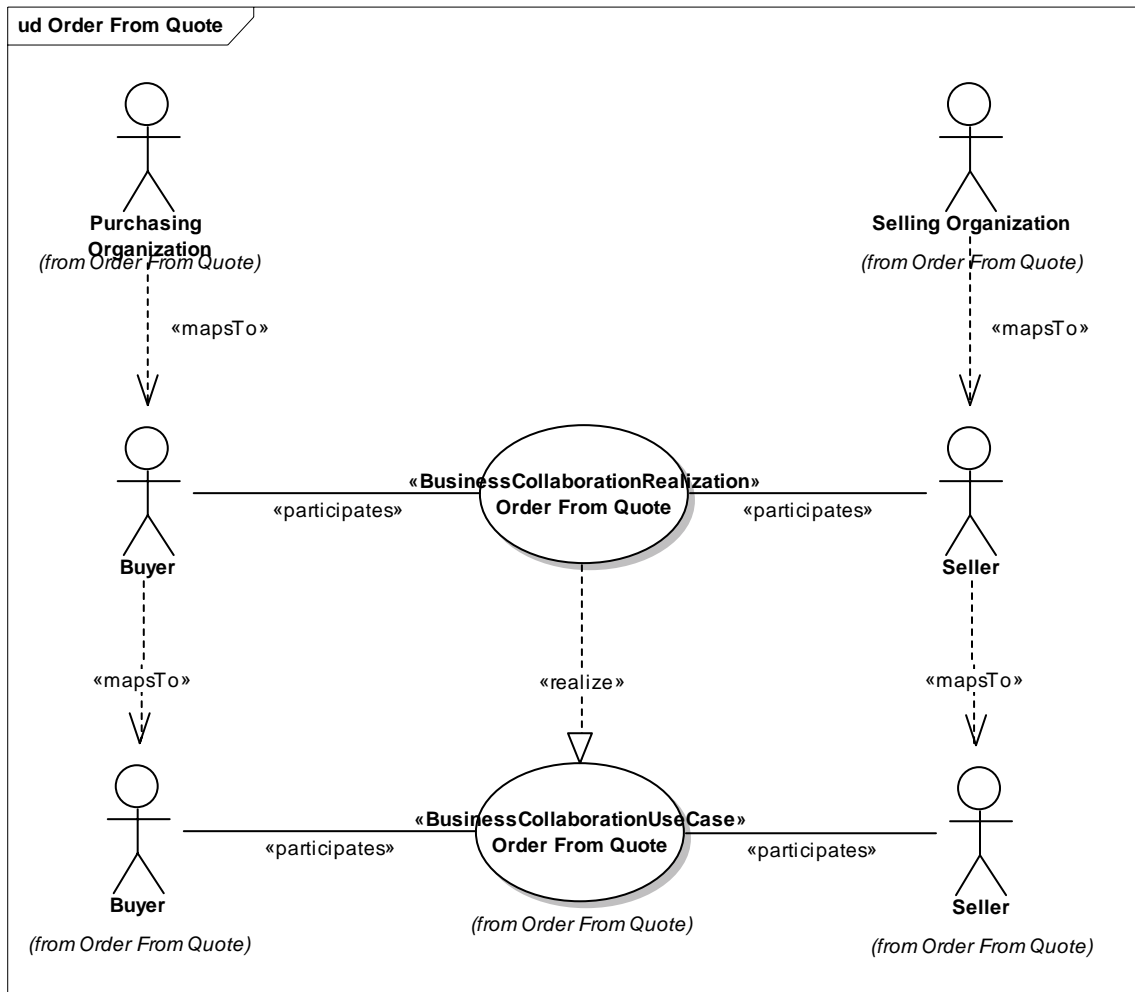 ud Order From Quote
Purchasing
Organization
(from Order From Quote)
Selling Organization
(from Order From Quote)
«mapsTo»
«mapsTo»
«BusinessCollaborationRealization»
Order From Quote
«participates»
«participates»
Buyer
Seller
«mapsTo»
«realize»
«mapsTo»
«BusinessCollaborationUseCase»
Order From Quote
«participates»
«participates»
Buyer
(from Order From Quote)
(from Order From Quote)
Seller
(from Order From Quote)